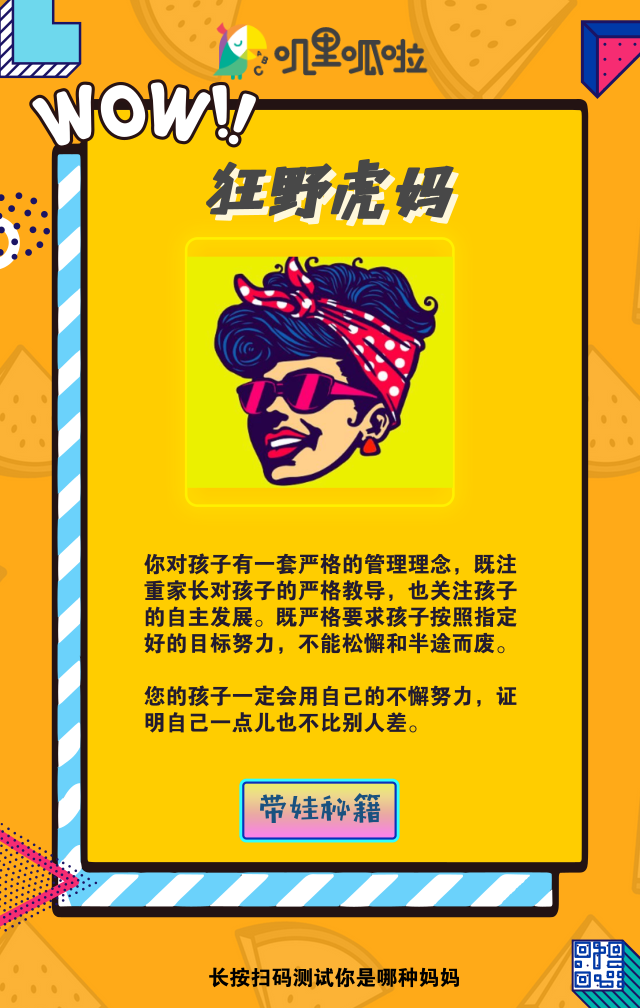 ABC
叽里呱啦
WOW!!
狂野虎妈
你对孩子有一套严格的管理理念，既注
重家长对孩子的严格教导，也关注孩子
的自主发展。既严格要求孩子按照指定
好的目标努力，不能松懈和半途而废。
您的孩子一定会用自己的不懈努力，证
明自己一点儿也不比别人差。
带娃秘籍
长按扫码测试你是哪种妈妈